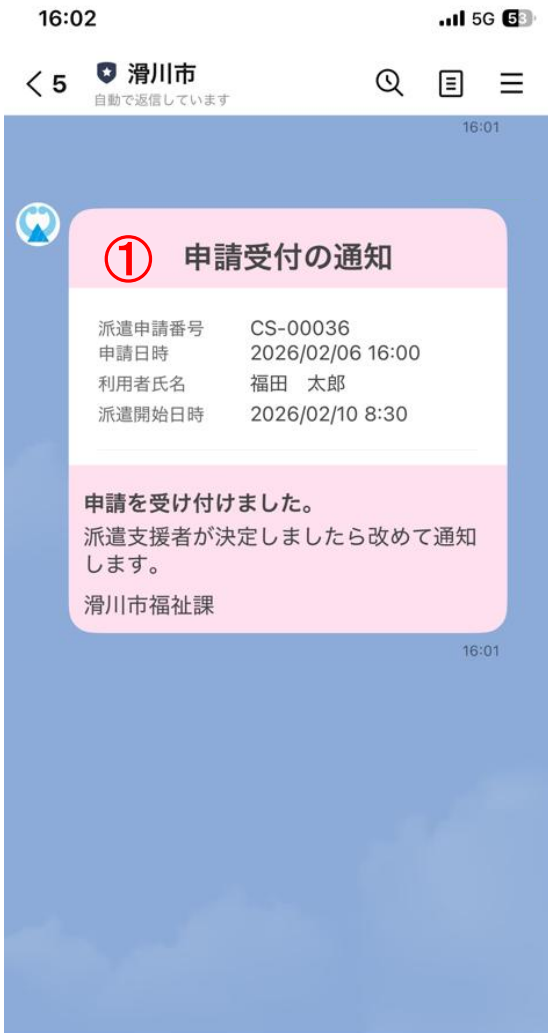 16:02
5G 53
5 滑川市
自動で返信しています
16:01
① 申請受付の通知
派遣申請番号 CS-00036
申請日時 2026/02/06 16:00
利用者氏名 福田　太郎
派遣開始日時 2026/02/10 8:30
申請を受け付けました。
派遣支援者が決定しましたら改めて通知
します。
滑川市福祉課
16:01